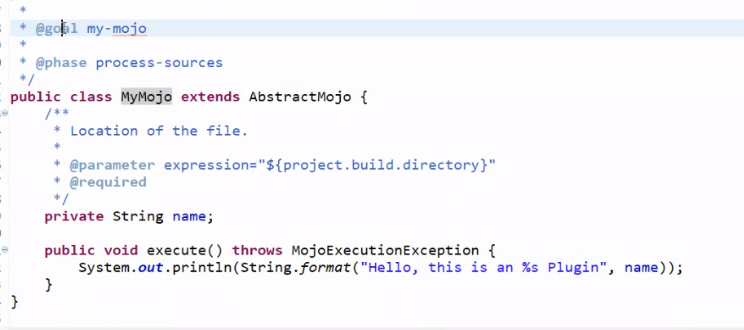 *
* @goal my-mojo
*
* @phase process-sources
*/
public class MyMojo extends AbstractMojo {
/**
* Location of the file.
*
* @parameter expression="${project.build.directory}"
* @required
*/
private String name;
public void execute() throws MojoExecutionException {
System.out.println(String.format("Hello, this is an %s Plugin", name));
}
}